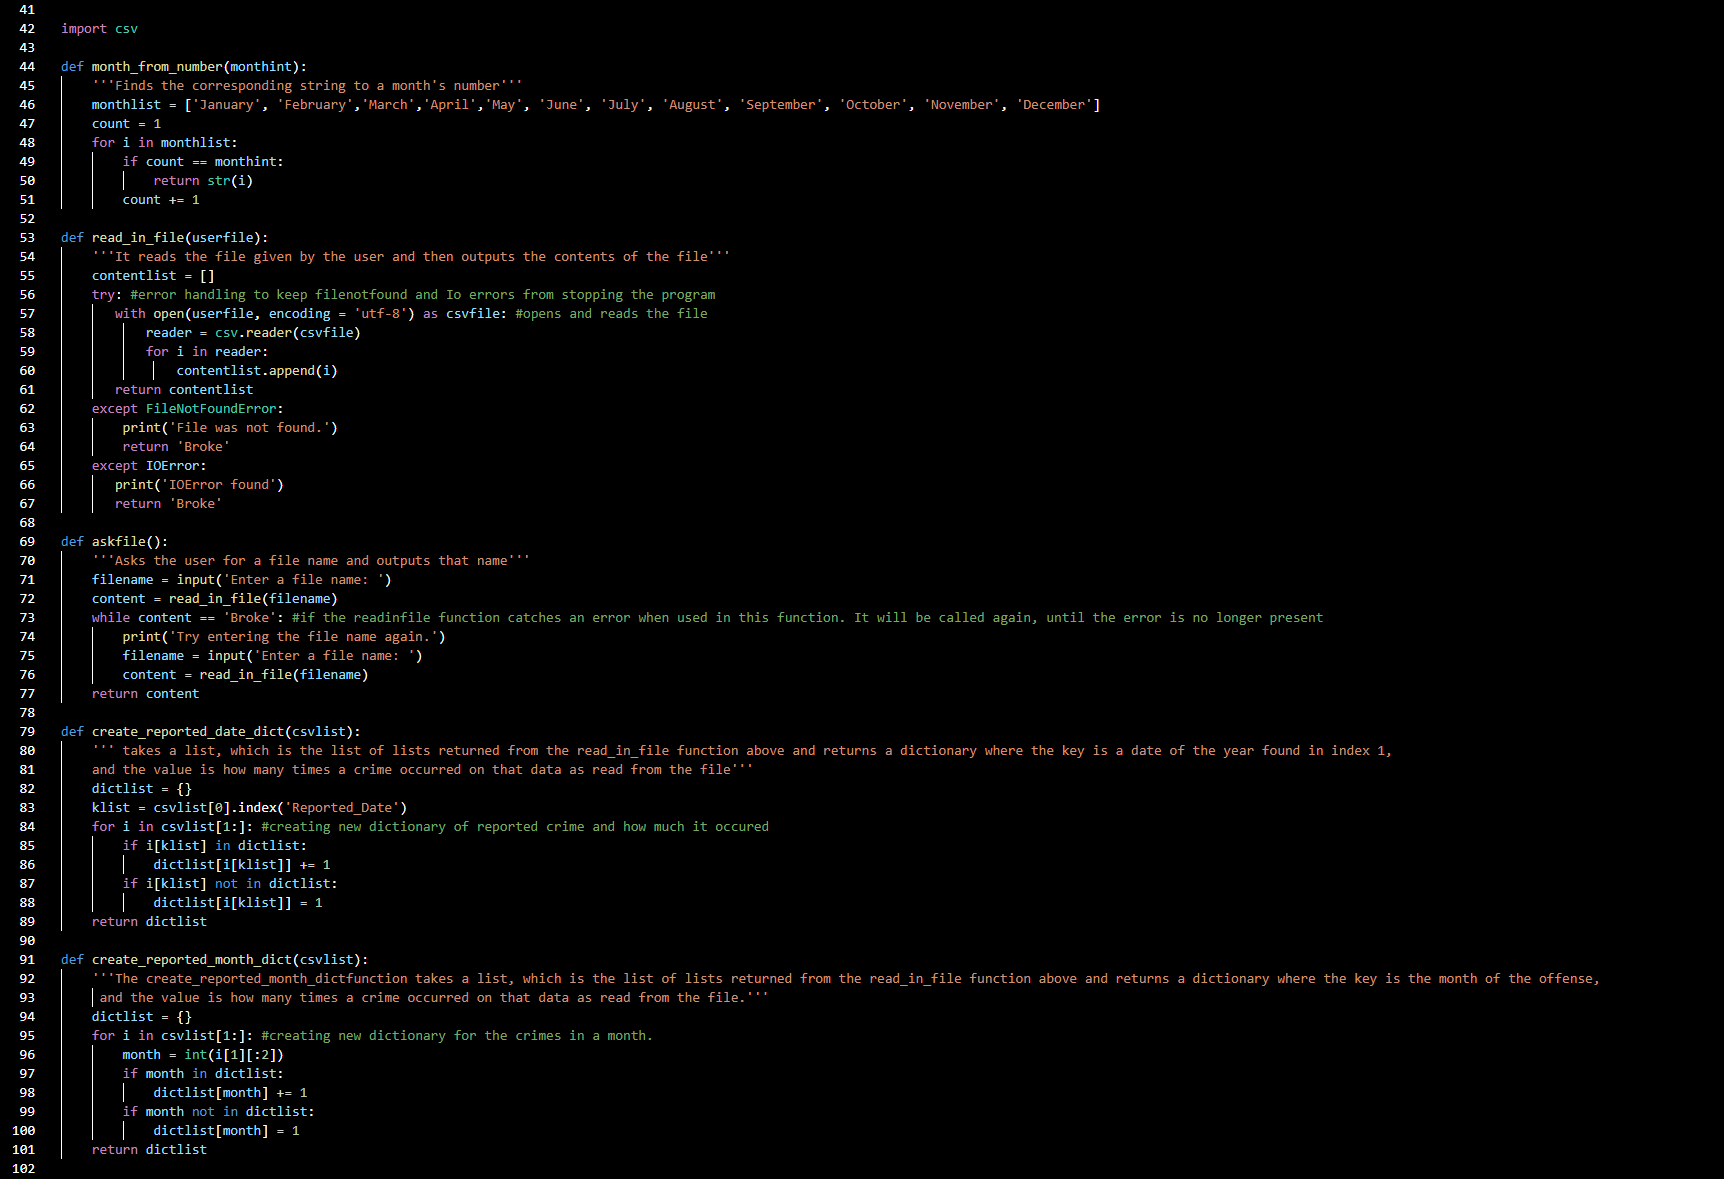 41
42 import csv
43
44 def month_from_number(monthint):
45     '''Finds the corresponding string to a month's number'''
46     monthlist = ['January', 'February','March','April','May', 'June', 'July', 'August', 'September', 'October', 'November', 'December']
47     count = 1
48     for i in monthlist:
49         if count == monthint:
50             return str(i)
51         count += 1
52
53 def read_in_file(userfile):
54     '''It reads the file given by the user and then outputs the contents of the file'''
55     contentlist = []
56     try: #error handling to keep filenotfound and Io errors from stopping the program
57        with open(userfile, encoding = 'utf-8') as csvfile: #opens and reads the file
58            reader = csv.reader(csvfile)
59            for i in reader:
60                contentlist.append(i)
61        return contentlist
62     except FileNotFoundError:
63         print('File was not found.')
64         return 'Broke'
65     except IOError:
66        print('IOError found')
67        return 'Broke'
68
69 def askfile():
70     '''Asks the user for a file name and outputs that name'''
71     filename = input('Enter a file name: ')
72     content = read_in_file(filename)
73     while content == 'Broke': #if the readinfile function catches an error when used in this function. It will be called again, until the error is no longer present
74         print('Try entering the file name again.')
75         filename = input('Enter a file name: ')
76         content = read_in_file(filename)
77     return content
78
79 def create_reported_date_dict(csvlist):
80     ''' takes a list, which is the list of lists returned from the read_in_file function above and returns a dictionary where the key is a date of the year found in index 1,
81     and the value is how many times a crime occurred on that data as read from the file'''
82     dictlist = {}
83     klist = csvlist[0].index('Reported_Date')
84     for i in csvlist[1:]: #creating new dictionary of reported crime and how much it occured
85         if i[klist] in dictlist:
86             dictlist[i[klist]] += 1
87         if i[klist] not in dictlist:
88             dictlist[i[klist]] = 1
89     return dictlist
90
91 def create_reported_month_dict(csvlist):
92     '''The create_reported_month_dictfunction takes a list, which is the list of lists returned from the read_in_file function above and returns a dictionary where the key is the month of the offense,
93      and the value is how many times a crime occurred on that data as read from the file.'''
94     dictlist = {}
95     for i in csvlist[1:]: #creating new dictionary for the crimes in a month.
96         month = int(i[1][:2])
97         if month in dictlist:
98             dictlist[month] += 1
99         if month not in dictlist:
100             dictlist[month] = 1
101     return dictlist
102